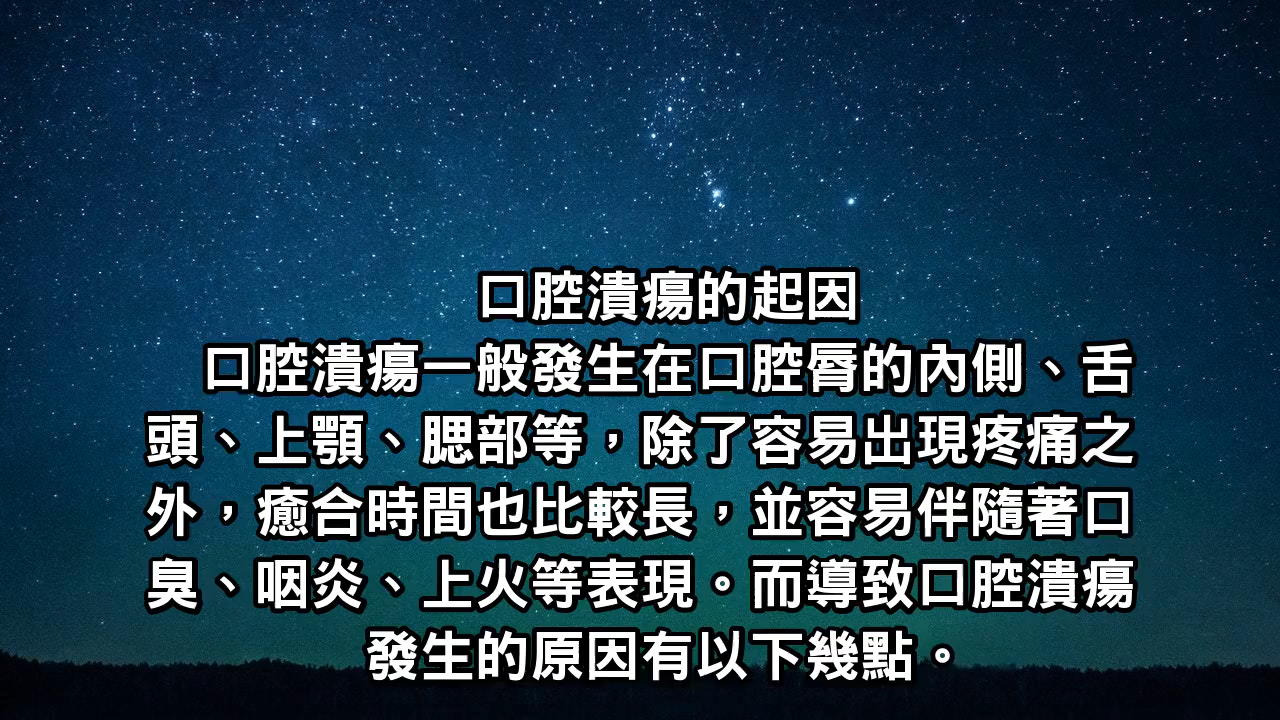 口腔潰瘍的起因
口腔潰瘍一般發生在口腔脣的內側、舌
頭、上顎、腮部等，除了容易出現疼痛之
外，癒合時間也比較長，並容易伴隨著口
臭、咽炎、上火等表現。而導致口腔潰瘍
發生的原因有以下幾點。